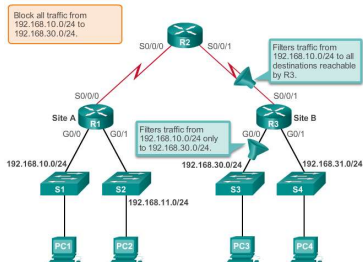 Block all traffic from
192.168.10.0/24 to
192.168.30.0/24.
R2
S0/0/0
S0/0/1
Filters traffic from
192.168.10.0/24 to all
destinations reachable
by R3.
S0/0/0
S0/0/1
Site A
R1
R3
Site B
G0/0
G0/1
Filters traffic from
192.168.10.0/24 only
to 192.168.30.0/24.
G0/0
G0/1
192.168.10.0/24
192.168.30.0/24
192.168.31.0/24
S1
S2
S3
S4
192.168.11.0/24
PC1
PC2
PC3
PC4